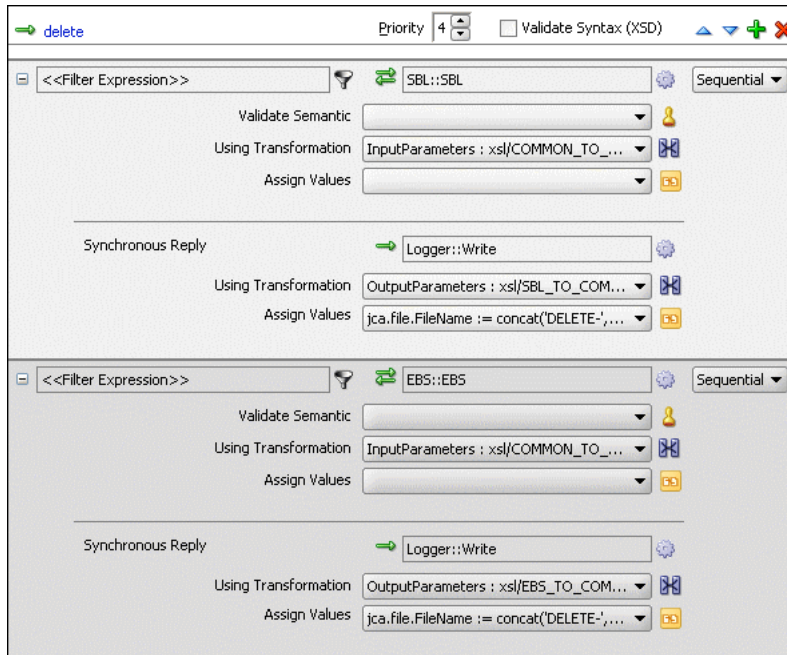 delete Priority 4 Validate Syntax (XSD)
<<Filter Expression>> SBL::SBL Sequential
Validate Semantic
Using Transformation InputParameters : xsl/COMMON_TO_...
Assign Values
Synchronous Reply Logger::Write
Using Transformation OutputParameters : xsl/SBL_TO_COM...
Assign Values jca.file.FileName := concat('DELETE-',...
<<Filter Expression>> EBS::EBS Sequential
Validate Semantic
Using Transformation InputParameters : xsl/COMMON_TO_...
Assign Values
Synchronous Reply Logger::Write
Using Transformation OutputParameters : xsl/EBS_TO_COM...
Assign Values jca.file.FileName := concat('DELETE-',...